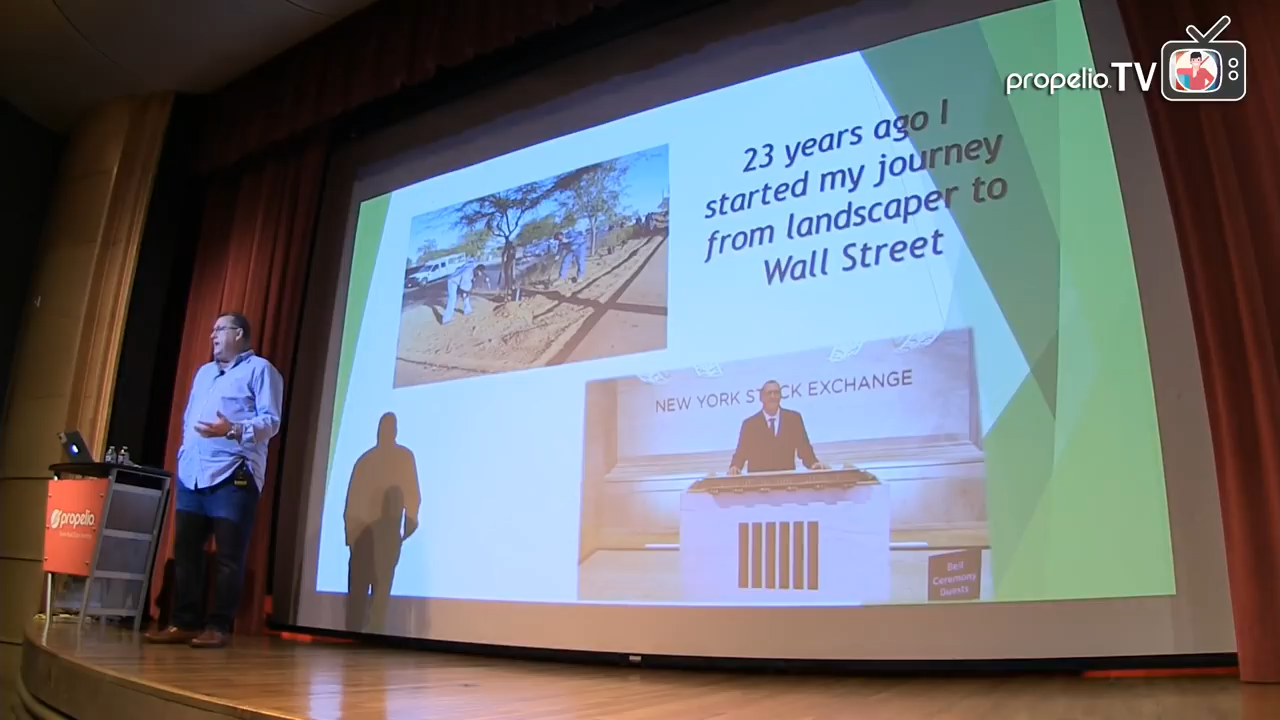 propelio TV
23 years ago I
started my journey
from landscaper to
Wall Street
NEW YORK STOCK EXCHANGE
Bell
Ceremony
Guests
propelio